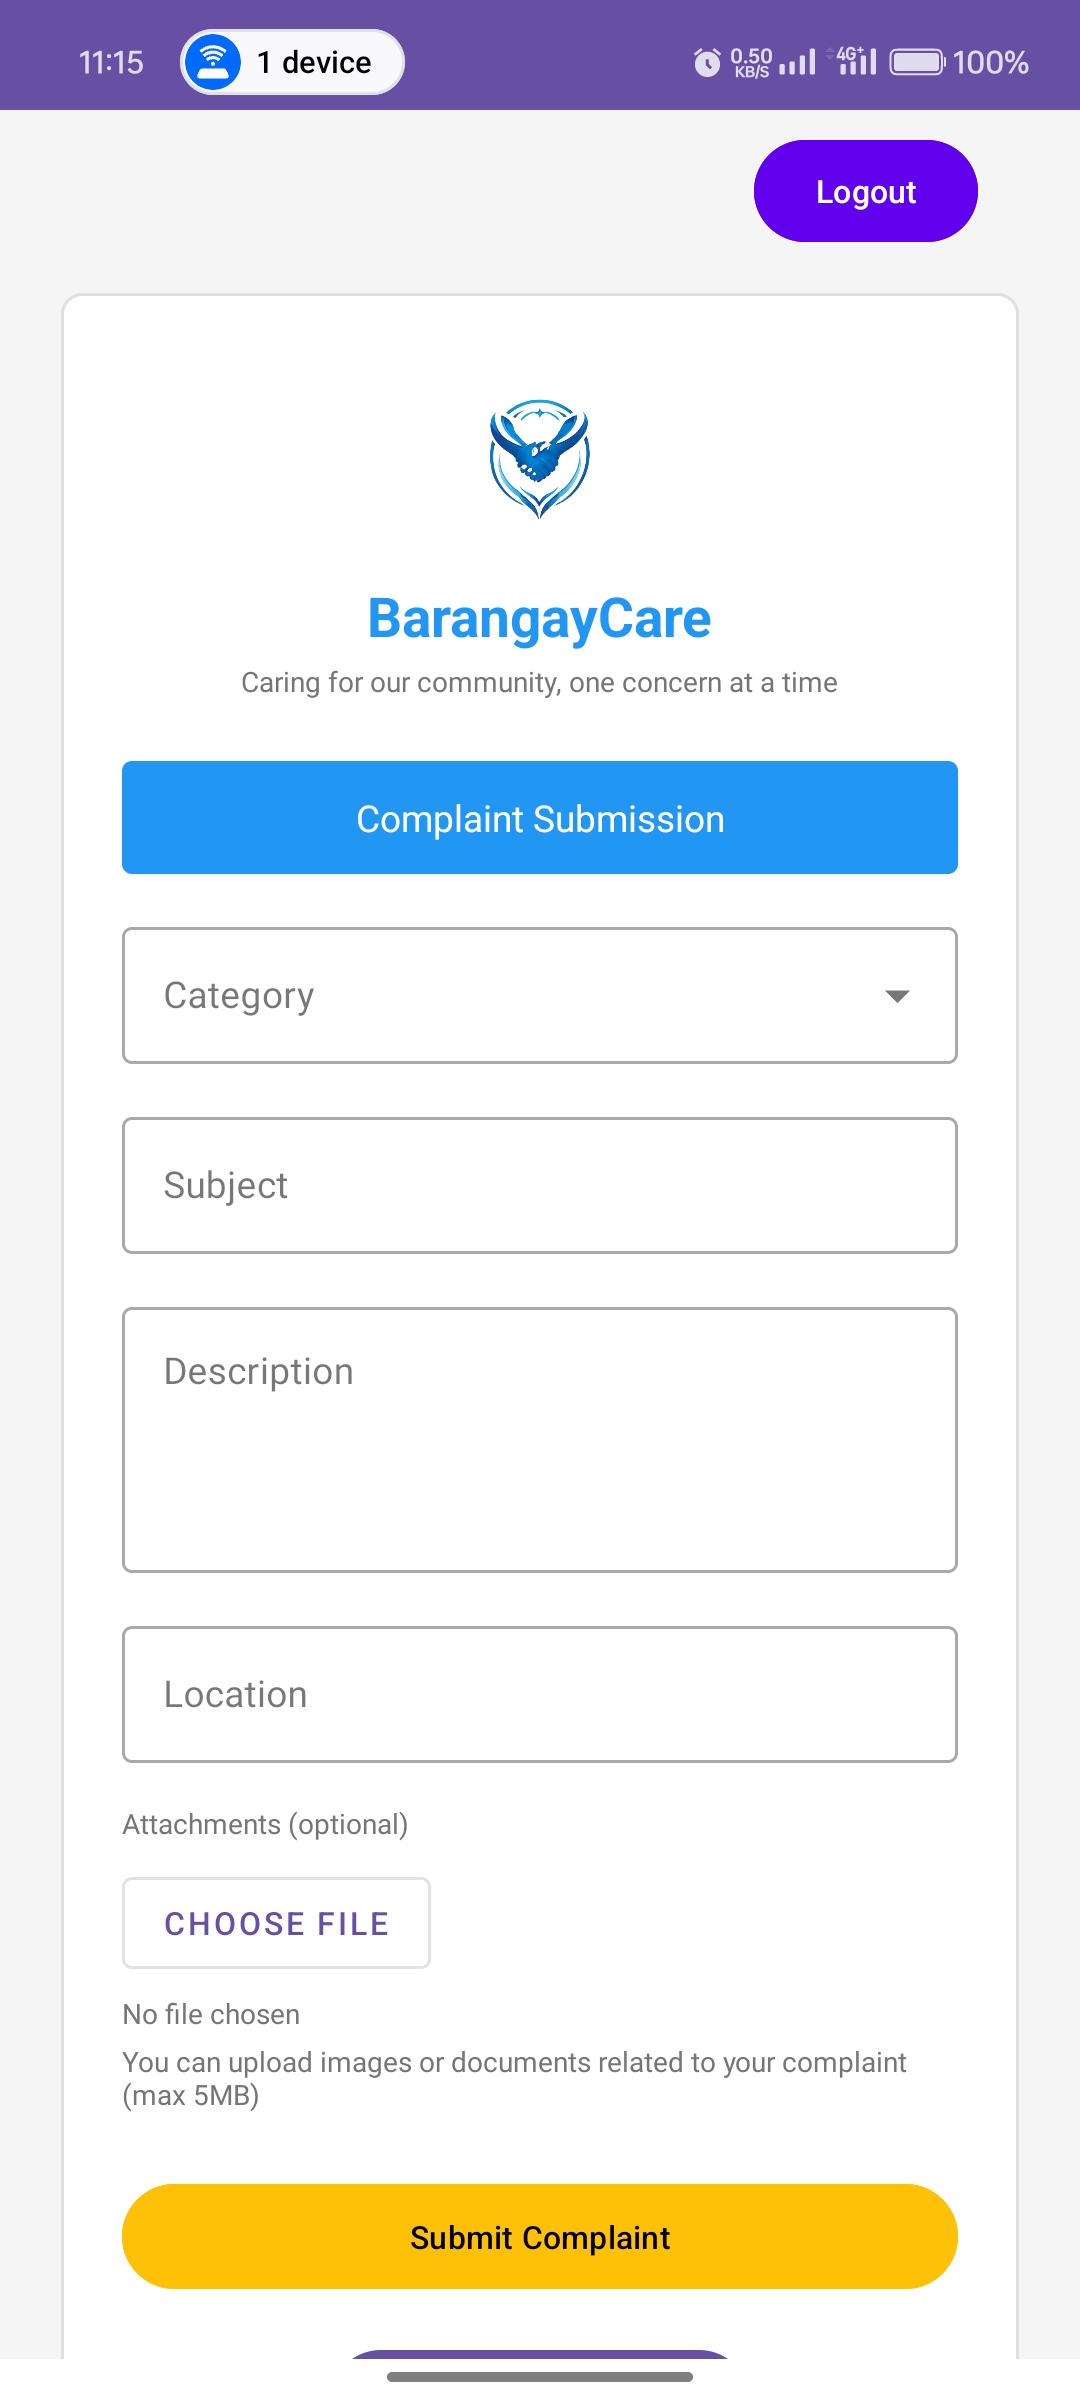 11:15
1 device
0.50
KB/S
4G+
100%
Logout
BarangayCare
Caring for our community, one concern at a time
Complaint Submission
Category
Subject
Description
Location
Attachments (optional)
CHOOSE FILE
No file chosen
You can upload images or documents related to your complaint
(max 5MB)
Submit Complaint